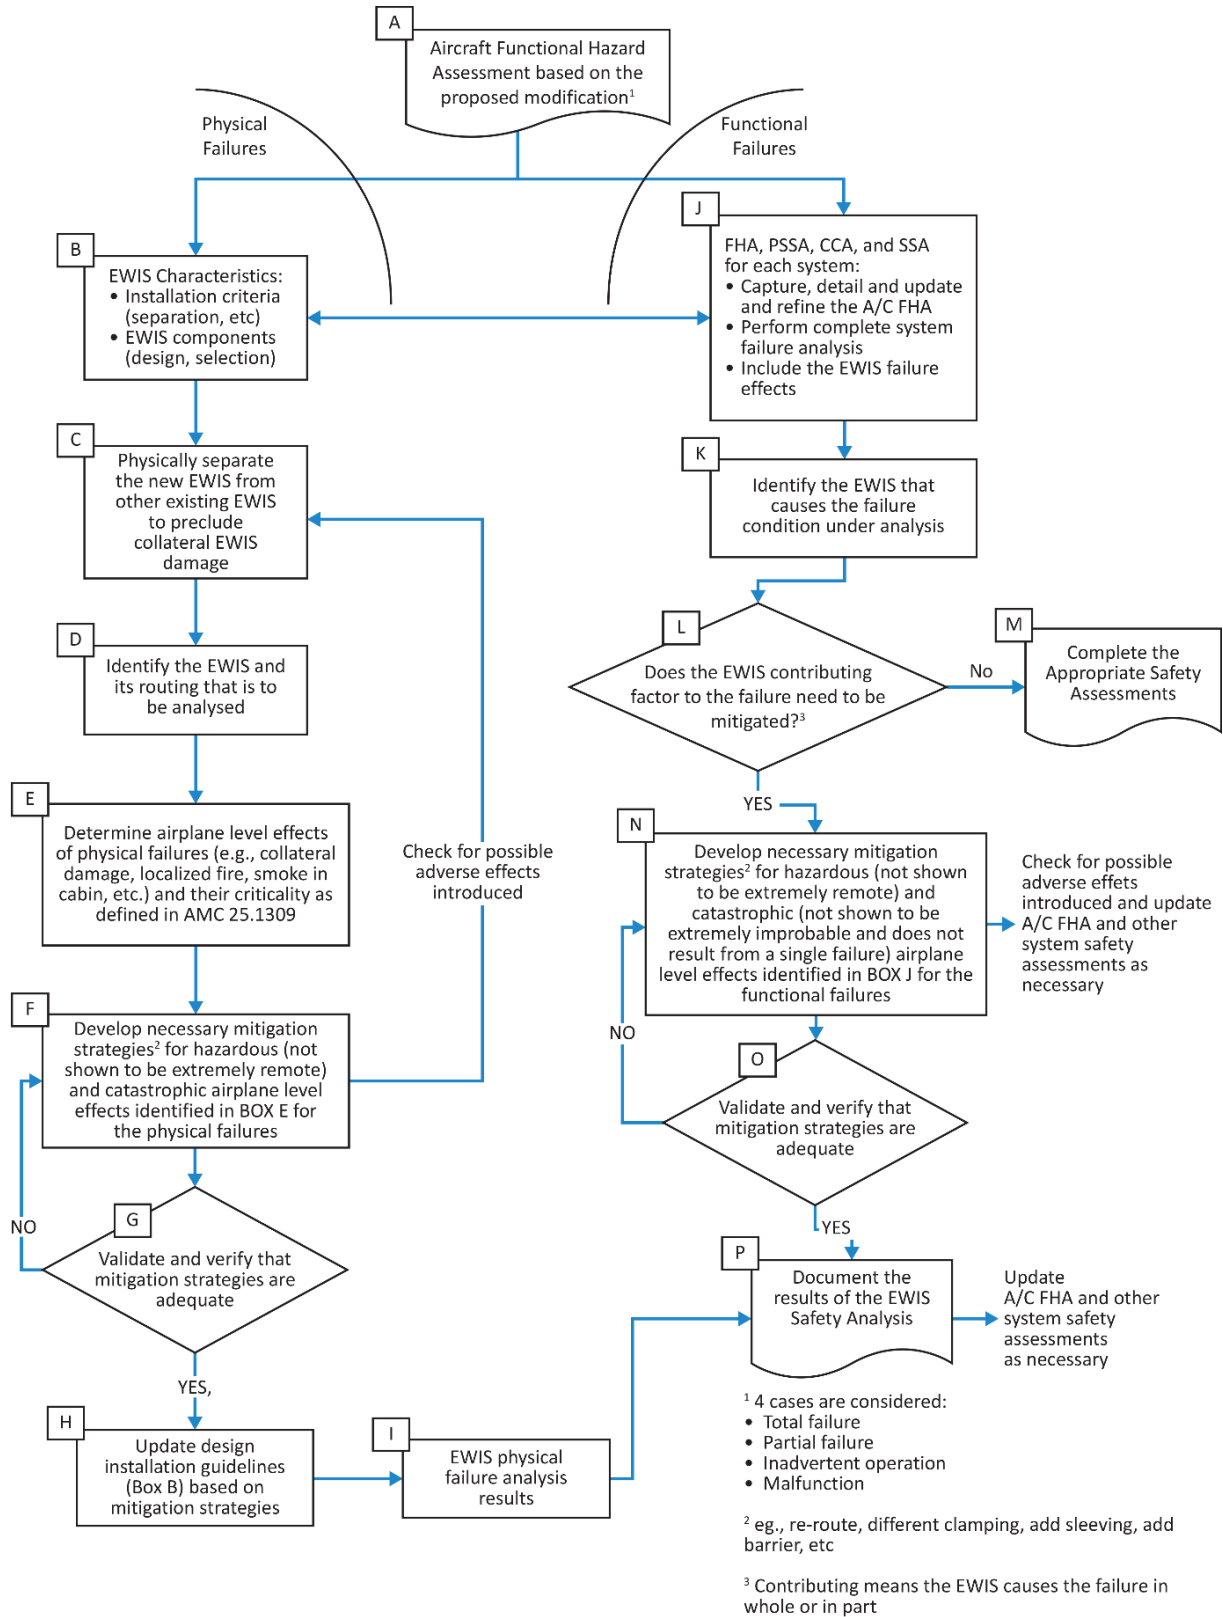 A
Aircraft Functional Hazard
Assessment based on the
proposed modification¹
Physical
Failures
Functional
Failures
B
EWIS Characteristics:
• Installation criteria
(separation, etc)
• EWIS components
(design, selection)
J
FHA, PSSA, CCA, and SSA
for each system:
• Capture, detail and update
and refine the A/C FHA
• Perform complete system
failure analysis
• Include the EWIS failure
effects
C
Physically separate
the new EWIS from
other existing EWIS
to preclude
collateral EWIS
damage
K
Identify the EWIS that
causes the failure
condition under analysis
D
Identify the EWIS and
its routing that is to
be analysed
L
Does the EWIS contributing
factor to the failure need to be
mitigated?³
No
M
Complete the
Appropriate Safety
Assessments
YES
E
Determine airplane level effects
of physical failures (e.g., collateral
damage, localized fire, smoke in
cabin, etc.) and their criticality as
defined in AMC 25.1309
Check for possible
adverse effects
introduced
N
Develop necessary mitigation
strategies² for hazardous (not
shown to be extremely remote) and
catastrophic (not shown to be
extremely improbable and does not
result from a single failure) airplane
level effects identified in BOX J for the
functional failures
Check for possible
adverse effets
introduced and update
A/C FHA and other
system safety
assessments as
necessary
F
Develop necessary mitigation
strategies² for hazardous (not
shown to be extremely remote)
and catastrophic airplane level
effects identified in BOX E for
the physical failures
NO
O
Validate and verify that
mitigation strategies are
adequate
NO
G
Validate and verify that
mitigation strategies are
adequate
YES
P
Document the
results of the EWIS
Safety Analysis
Update
A/C FHA and other
system safety
assessments
as necessary
YES,
H
Update design
installation guidelines
(Box B) based on
mitigation strategies
I
EWIS physical
failure analysis
results
¹ 4 cases are considered:
• Total failure
• Partial failure
• Inadvertent operation
• Malfunction
² eg., re-route, different clamping, add sleeving, add
barrier, etc
³ Contributing means the EWIS causes the failure in
whole or in part